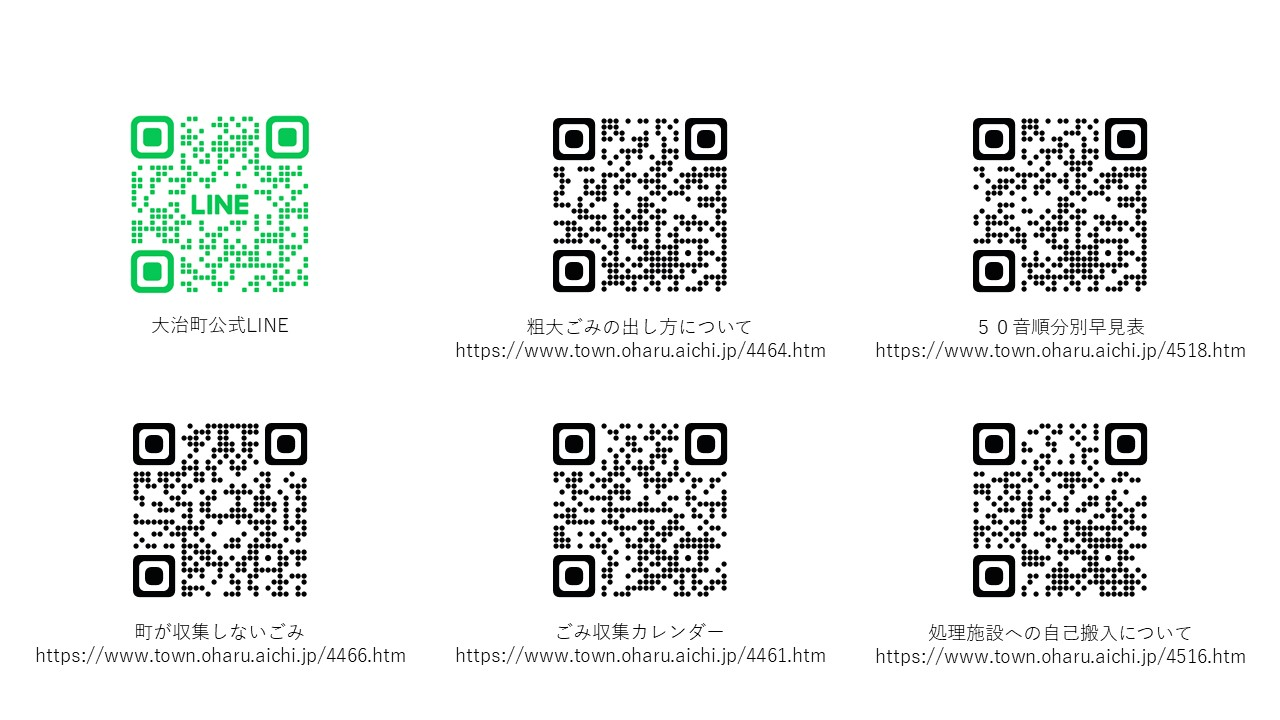 LINE
大治町公式LINE
粗大ごみの出し方について
https://www.town.oharu.aichi.jp/4464.htm
５０音順分別早見表
https://www.town.oharu.aichi.jp/4518.htm
町が収集しないごみ
https://www.town.oharu.aichi.jp/4466.htm
ごみ収集カレンダー
https://www.town.oharu.aichi.jp/4461.htm
処理施設への自己搬入について
https://www.town.oharu.aichi.jp/4516.htm